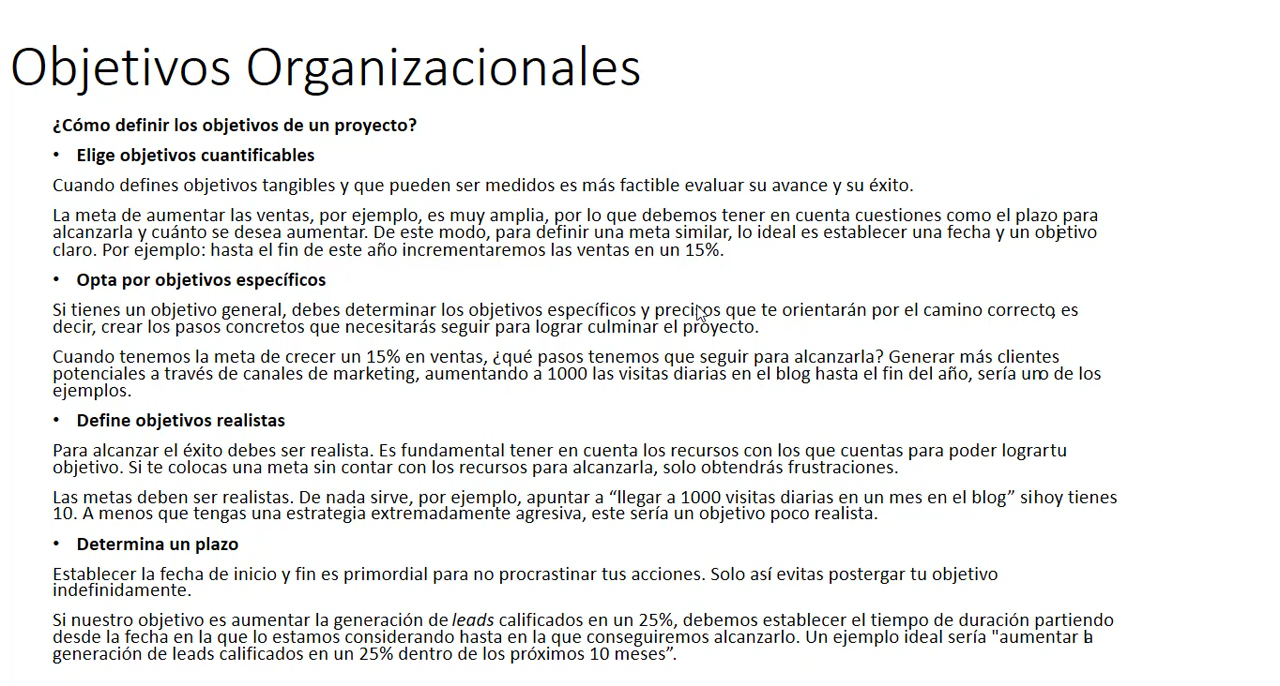 Objetivos Organizacionales
¿Cómo definir los objetivos de un proyecto?
• Elige objetivos cuantificables
Cuando defines objetivos tangibles y que pueden ser medidos es más factible evaluar su avance y su éxito.
La meta de aumentar las ventas, por ejemplo, es muy amplia, por lo que debemos tener en cuenta cuestiones como el plazo para
alcanzarla y cuánto se desea aumentar. De este modo, para definir una meta similar, lo ideal es establecer una fecha y un objetivo
claro. Por ejemplo: hasta el fin de este año incrementaremos las ventas en un 15%.
• Opta por objetivos específicos
Si tienes un objetivo general, debes determinar los objetivos específicos y precisos que te orientarán por el camino correcto, es
decir, crear los pasos concretos que necesitarás seguir para lograr culminar el proyecto.
Cuando tenemos la meta de crecer un 15% en ventas, ¿qué pasos tenemos que seguir para alcanzarla? Generar más clientes
potenciales a través de canales de marketing, aumentando a 1000 las visitas diarias en el blog hasta el fin del año, sería uno de los
ejemplos.
• Define objetivos realistas
Para alcanzar el éxito debes ser realista. Es fundamental tener en cuenta los recursos con los que cuentas para poder lograr tu
objetivo. Si te colocas una meta sin contar con los recursos para alcanzarla, solo obtendrás frustraciones.
Las metas deben ser realistas. De nada sirve, por ejemplo, apuntar a “llegar a 1000 visitas diarias en un mes en el blog” si hoy tienes
10. A menos que tengas una estrategia extremadamente agresiva, este sería un objetivo poco realista.
• Determina un plazo
Establecer la fecha de inicio y fin es primordial para no procrastinar tus acciones. Solo así evitas postergar tu objetivo
indefinidamente.
Si nuestro objetivo es aumentar la generación de leads calificados en un 25%, debemos establecer el tiempo de duración partiendo
desde la fecha en la que lo estamos considerando hasta en la que conseguiremos alcanzarlo. Un ejemplo ideal sería "aumentar la
generación de leads calificados en un 25% dentro de los próximos 10 meses”.